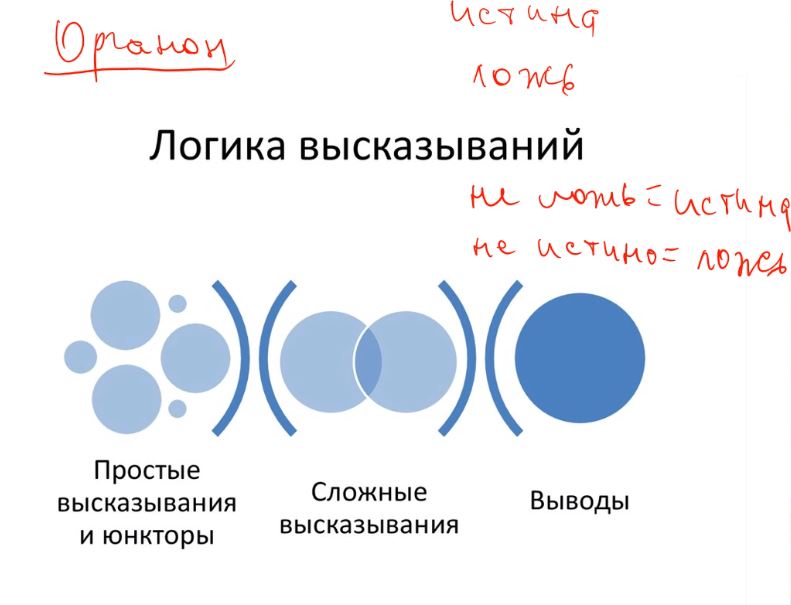 Органон
истина
ложь
Логика высказываний
не ложь = истина
не истина = ложь
Простые
высказывания
и юнкторы
Сложные
высказывания
Выводы